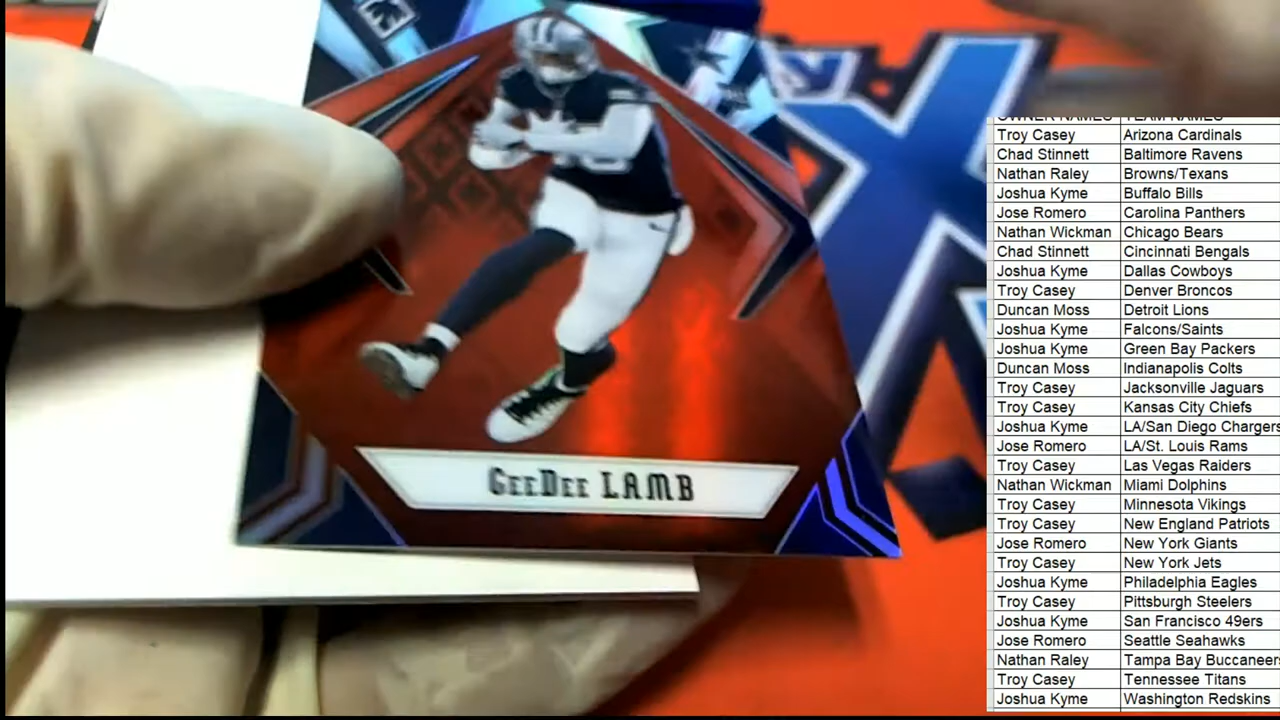 OWNER NAMES TEAM NAMES
Troy Casey Arizona Cardinals
Chad Stinnett Baltimore Ravens
Nathan Raley Browns/Texans
Joshua Kyme Buffalo Bills
Jose Romero Carolina Panthers
Nathan Wickman Chicago Bears
Chad Stinnett Cincinnati Bengals
Joshua Kyme Dallas Cowboys
Troy Casey Denver Broncos
Duncan Moss Detroit Lions
Joshua Kyme Falcons/Saints
Joshua Kyme Green Bay Packers
Duncan Moss Indianapolis Colts
Troy Casey Jacksonville Jaguars
Troy Casey Kansas City Chiefs
Joshua Kyme LA/San Diego Chargers
Jose Romero LA/St. Louis Rams
Troy Casey Las Vegas Raiders
Nathan Wickman Miami Dolphins
Troy Casey Minnesota Vikings
Troy Casey New England Patriots
Jose Romero New York Giants
Troy Casey New York Jets
Joshua Kyme Philadelphia Eagles
Troy Casey Pittsburgh Steelers
Joshua Kyme San Francisco 49ers
Jose Romero Seattle Seahawks
Nathan Raley Tampa Bay Buccaneers
Troy Casey Tennessee Titans
Joshua Kyme Washington Redskins
CeeDee LAMB